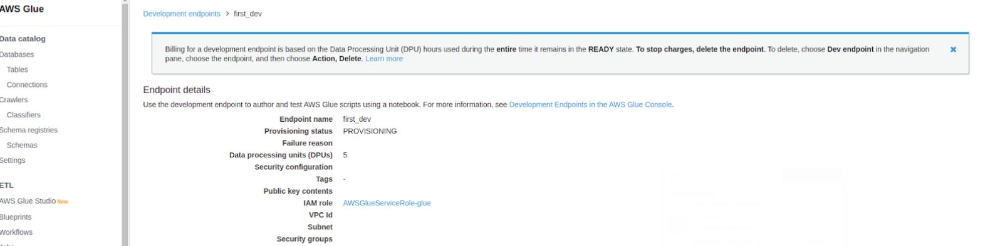 AWS Glue
Data catalog
Databases
Tables
Connections
Crawlers
Classifiers
Schema registries
Schemas
Settings
ETL
AWS Glue Studio New
Blueprints
Workflows
Development endpoints > first_dev
Billing for a development endpoint is based on the Data Processing Unit (DPU) hours used during the entire time it remains in the READY state. To stop charges, delete the endpoint. To delete, choose Dev endpoint in the navigation
pane, choose the endpoint, and then choose Action, Delete. Learn more
Endpoint details
Use the development endpoint to author and test AWS Glue scripts using a notebook. For more information, see Development Endpoints in the AWS Glue Console.
Endpoint name first_dev
Provisioning status PROVISIONING
Failure reason
Data processing units (DPUs) 5
Security configuration
Tags -
Public key contents
IAM role AWSGlueServiceRole-glue
VPC Id
Subnet
Security groups